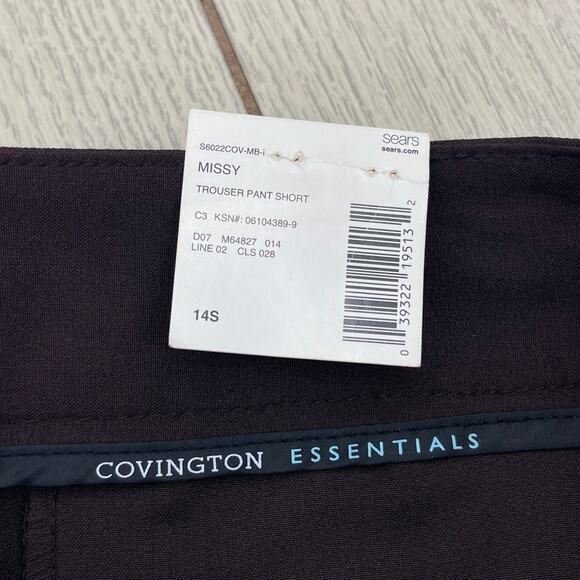 sears
sears.com
S6022COV-MB-i
MISSY
TROUSER PANT SHORT
C3 KSN#: 06104389-9
D07 M64827 014
LINE 02 CLS 028
14S
0 39322 19513 2
COVINGTON ESSENTIALS